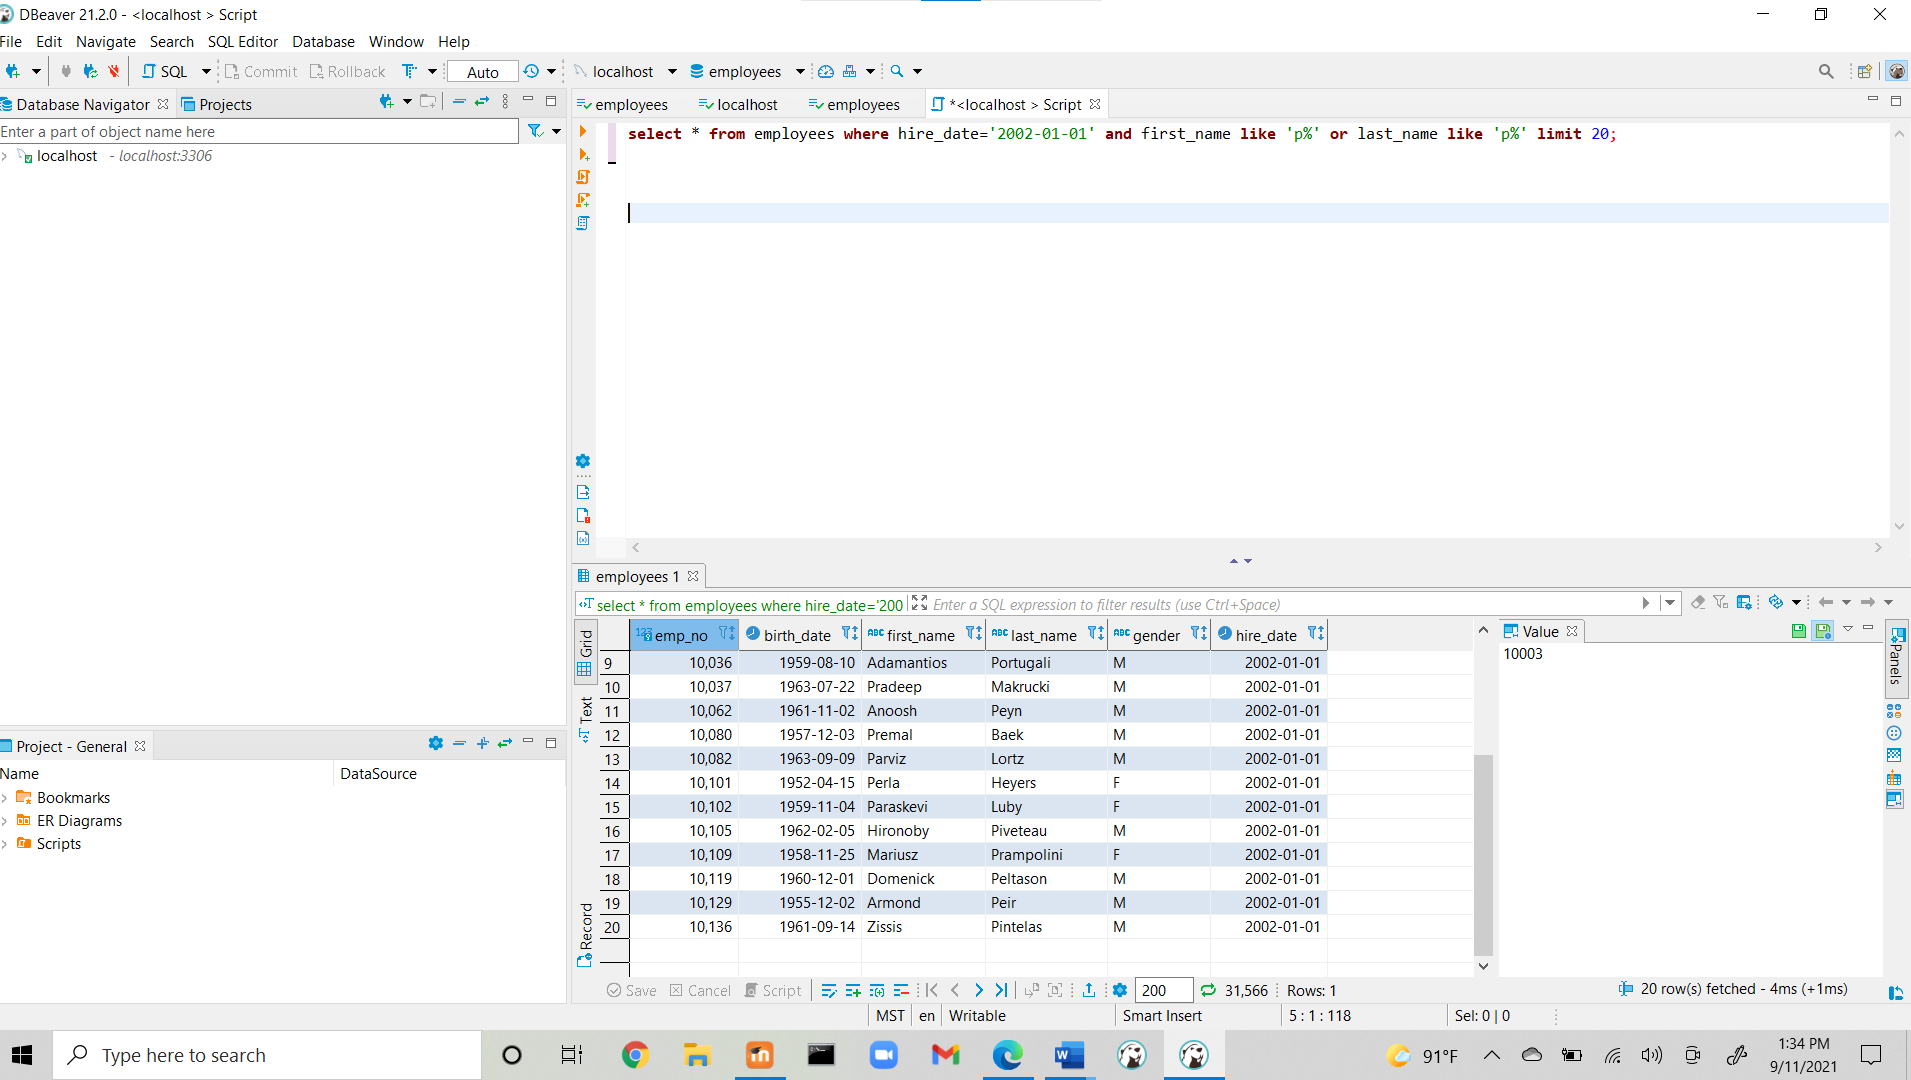 DBeaver 21.2.0 - <localhost > Script
File Edit Navigate Search SQL Editor Database Window Help
SQL Commit Rollback Auto localhost employees
Database Navigator Projects
Enter a part of object name here
localhost - localhost:3306
employees localhost employees *<localhost > Script
select * from employees where hire_date='2002-01-01' and first_name like 'p%' or last_name like 'p%' limit 20;
employees 1
select * from employees where hire_date='200 Enter a SQL expression to filter results (use Ctrl+Space)
Grid
Text
Record
emp_no birth_date first_name last_name gender hire_date
9 10,036 1959-08-10 Adamantios Portugali M 2002-01-01
10 10,037 1963-07-22 Pradeep Makrucki M 2002-01-01
11 10,062 1961-11-02 Anoosh Peyn M 2002-01-01
12 10,080 1957-12-03 Premal Baek M 2002-01-01
13 10,082 1963-09-09 Parviz Lortz M 2002-01-01
14 10,101 1952-04-15 Perla Heyers F 2002-01-01
15 10,102 1959-11-04 Paraskevi Luby F 2002-01-01
16 10,105 1962-02-05 Hironoby Piveteau M 2002-01-01
17 10,109 1958-11-25 Mariusz Prampolini F 2002-01-01
18 10,119 1960-12-01 Domenick Peltason M 2002-01-01
19 10,129 1955-12-02 Armond Peir M 2002-01-01
20 10,136 1961-09-14 Zissis Pintelas M 2002-01-01
Value
10003
Panels
Save Cancel Script 200 31,566 Rows: 1
20 row(s) fetched - 4ms (+1ms)
Project - General
Name DataSource
Bookmarks
ER Diagrams
Scripts
MST en Writable Smart Insert 5 : 1 : 118 Sel: 0 | 0
Type here to search
91°F
1:34 PM
9/11/2021